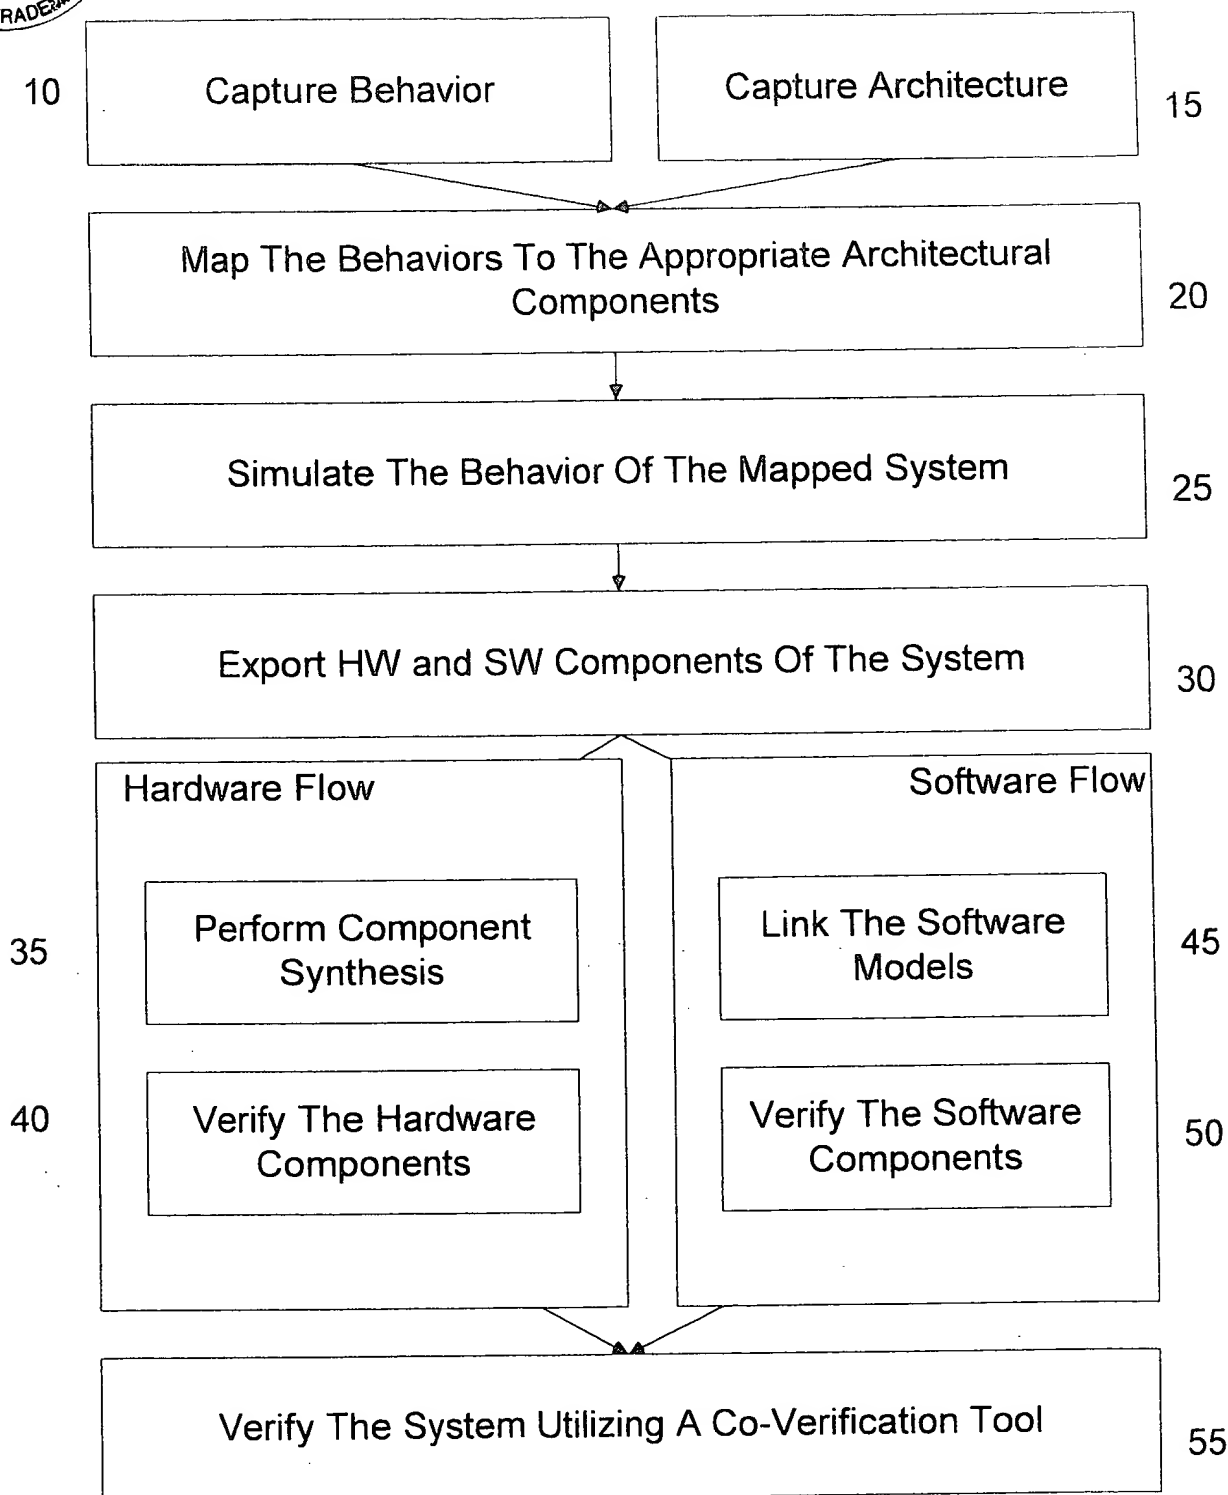 10
Capture Behavior
Capture Architecture
15
Map The Behaviors To The Appropriate Architectural
Components
20
Simulate The Behavior Of The Mapped System
25
Export HW and SW Components Of The System
30
Hardware Flow
Software Flow
35
Perform Component
Synthesis
Link The Software
Models
45
40
Verify The Hardware
Components
Verify The Software
Components
50
Verify The System Utilizing A Co-Verification Tool
55